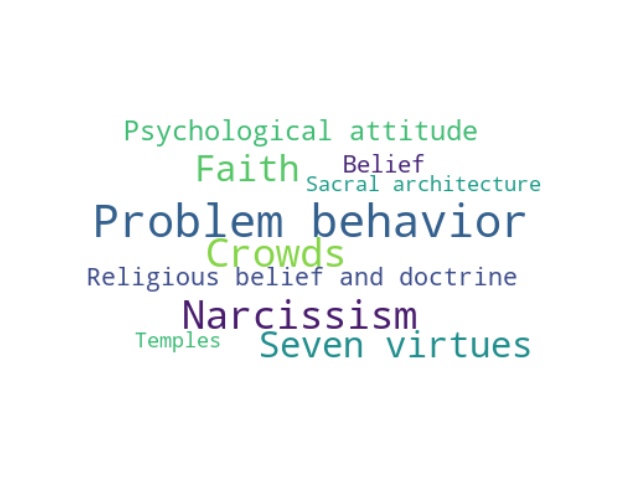 Psychological attitude
Faith Belief
Sacral architecture
Problem behavior
Crowds
Religious belief and doctrine
Narcissism
Temples Seven virtues